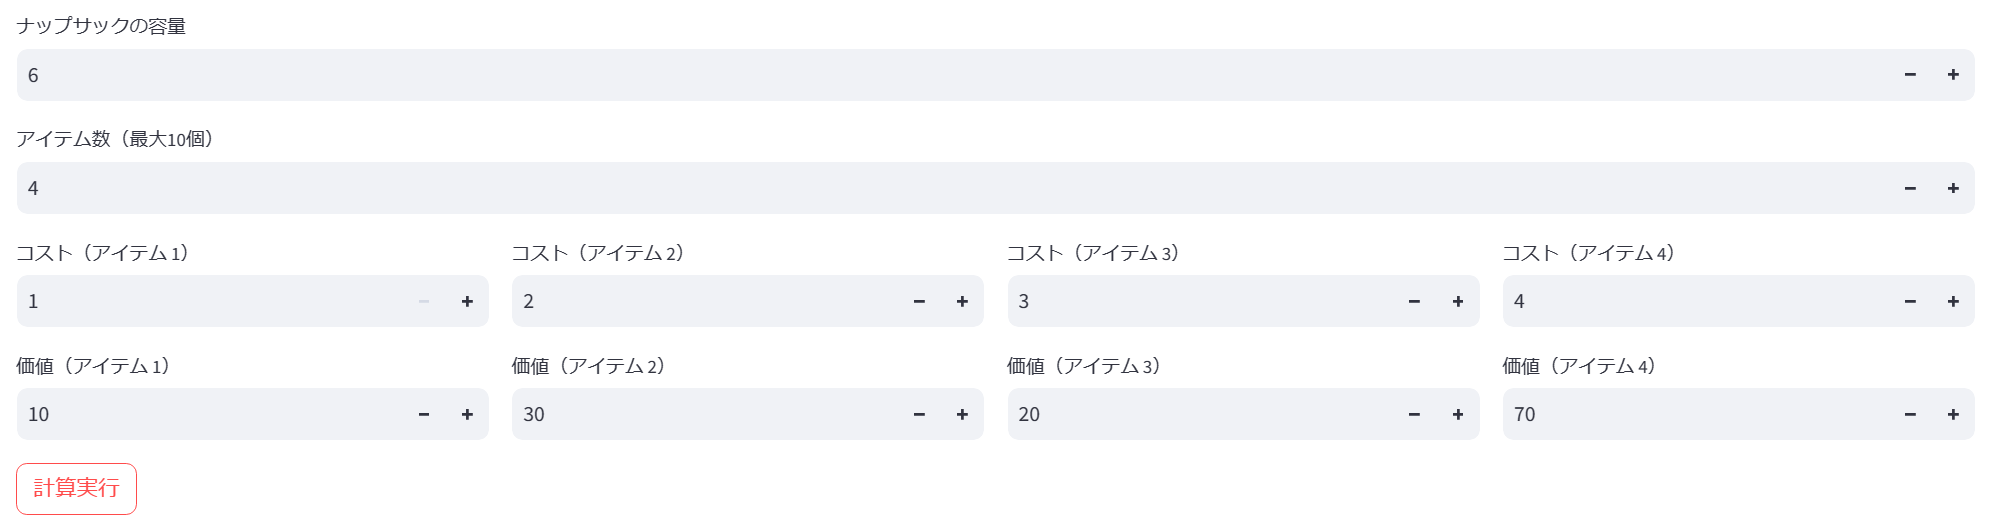 ナップサックの容量
6
アイテム数（最大10個）
4
コスト（アイテム 1） コスト（アイテム 2） コスト（アイテム 3） コスト（アイテム 4）
1 2 3 4
価値（アイテム 1） 価値（アイテム 2） 価値（アイテム 3） 価値（アイテム 4）
10 30 20 70
計算実行